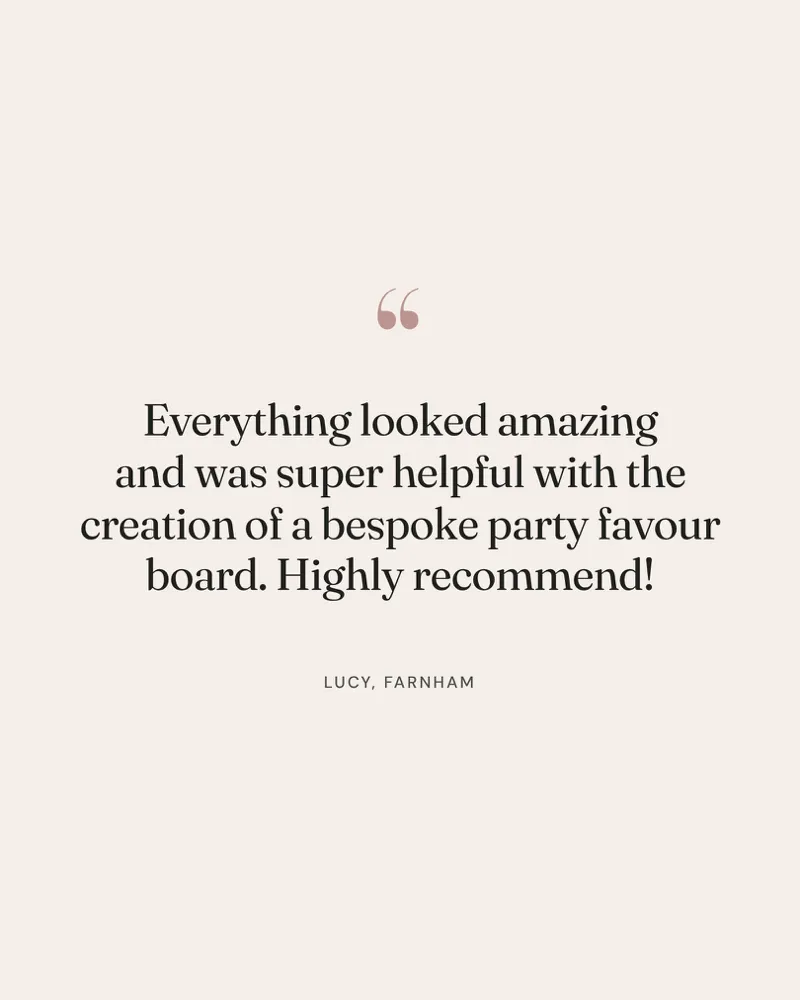 “
Everything looked amazing
and was super helpful with the
creation of a bespoke party favour
board. Highly recommend!
LUCY, FARNHAM